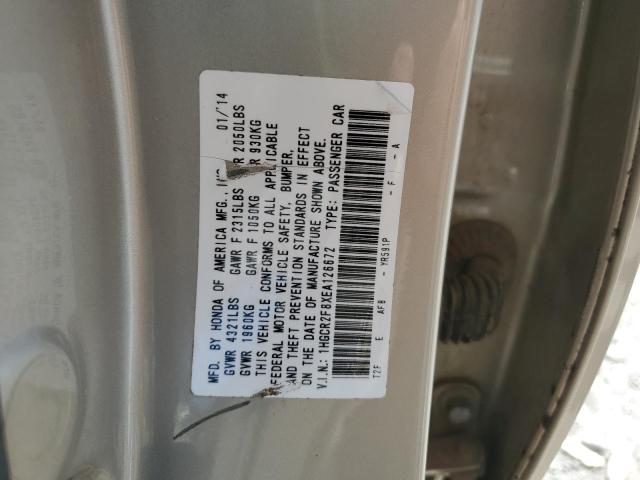 MFD. BY HONDA OF AMERICA MFG., 01/'14
GVWR 4321LBS GAWR F 2315LBS R 2050LBS
GVWR 1960KG GAWR F 1050KG R 930KG
THIS VEHICLE CONFORMS TO ALL APPLICABLE
FEDERAL MOTOR VEHICLE SAFETY, BUMPER,
AND THEFT PREVENTION STANDARDS IN EFFECT
ON THE DATE OF MANUFACTURE SHOWN ABOVE.
V.I.N.: 1HGCR2F8XEA126672 TYPE: PASSENGER CAR
T2F E AFB - YR591P - F - A